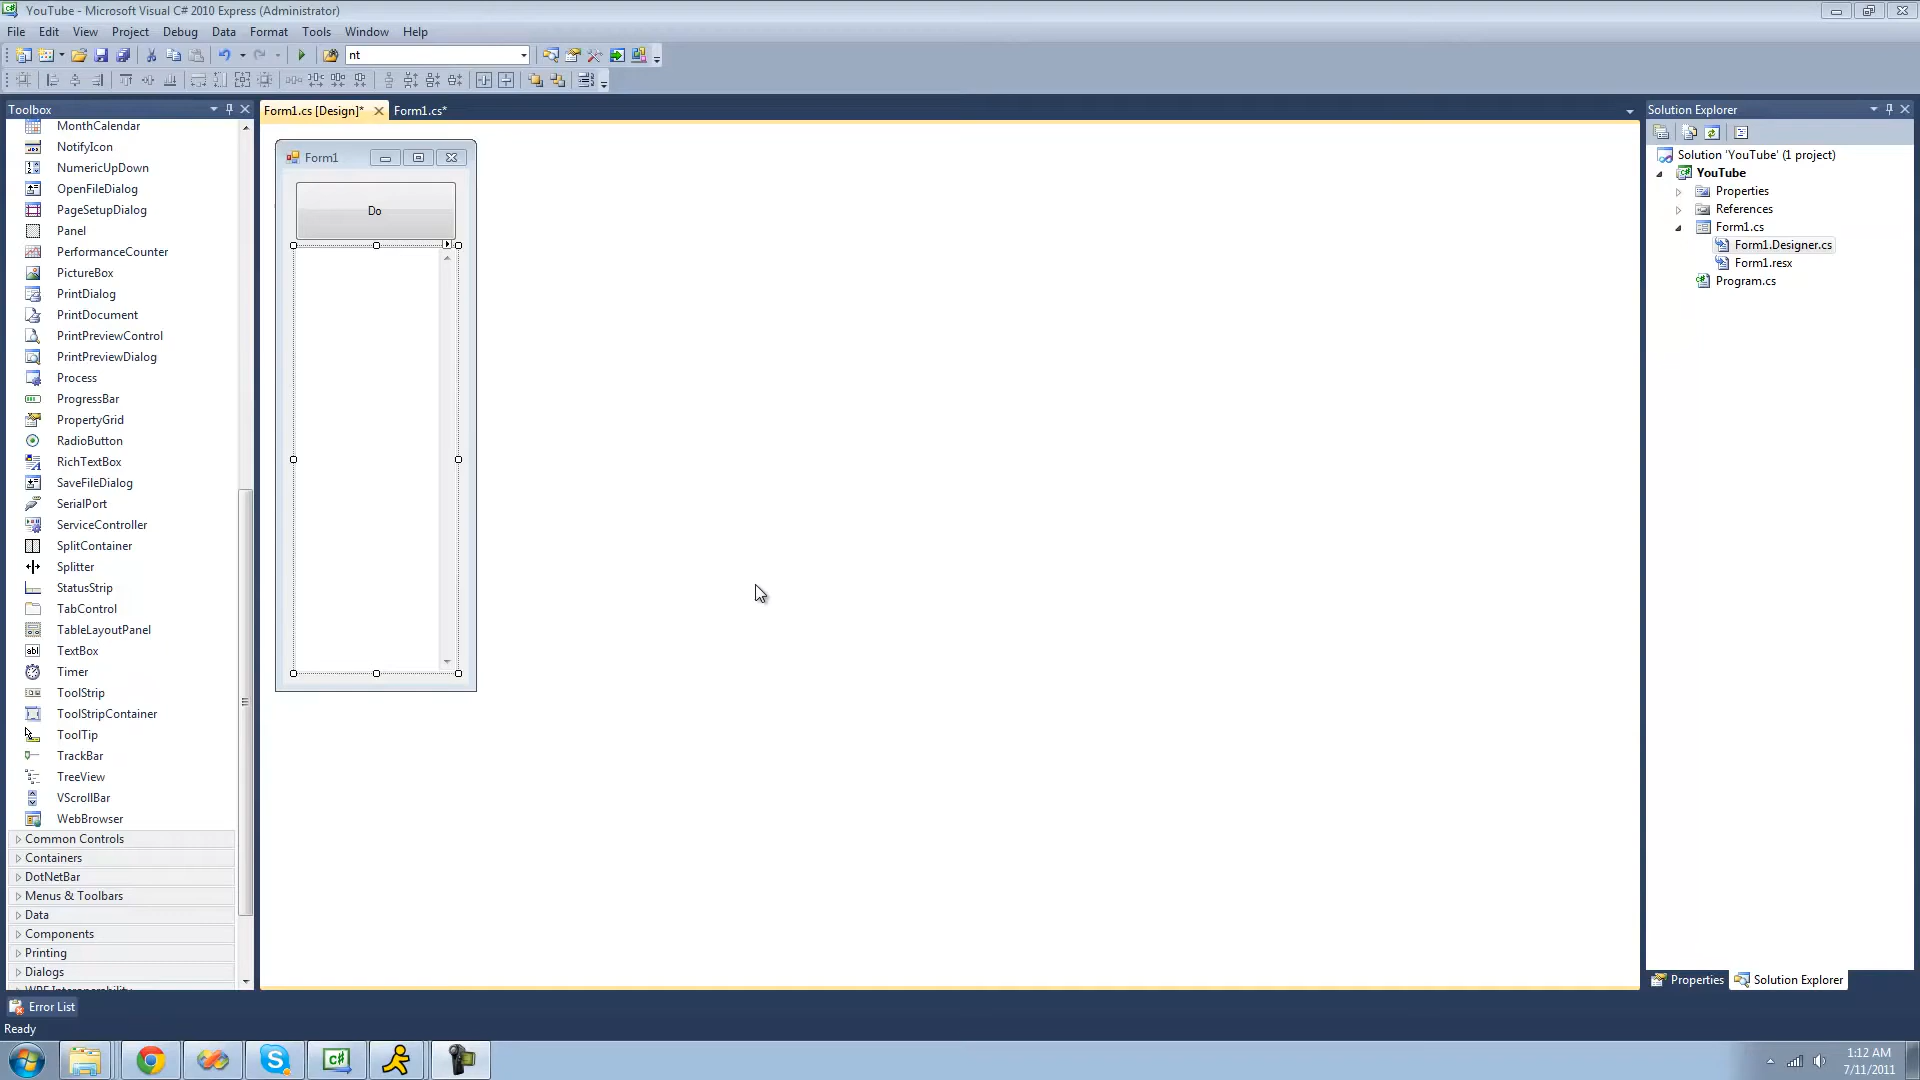 YouTube - Microsoft Visual C# 2010 Express (Administrator)
File Edit View Project Debug Data Format Tools Window Help
nt
Toolbox
MonthCalendar
NotifyIcon
NumericUpDown
OpenFileDialog
PageSetupDialog
Panel
PerformanceCounter
PictureBox
PrintDialog
PrintDocument
PrintPreviewControl
PrintPreviewDialog
Process
ProgressBar
PropertyGrid
RadioButton
RichTextBox
SaveFileDialog
SerialPort
ServiceController
SplitContainer
Splitter
StatusStrip
TabControl
TableLayoutPanel
TextBox
Timer
ToolStrip
ToolStripContainer
ToolTip
TrackBar
TreeView
VScrollBar
WebBrowser
Common Controls
Containers
DotNetBar
Menus & Toolbars
Data
Components
Printing
Dialogs
Form1.cs [Design]* Form1.cs*
Form1
Do
Solution Explorer
Solution 'YouTube' (1 project)
YouTube
Properties
References
Form1.cs
Form1.Designer.cs
Form1.resx
Program.cs
Properties Solution Explorer
Error List
Ready
1:12 AM
7/11/2011